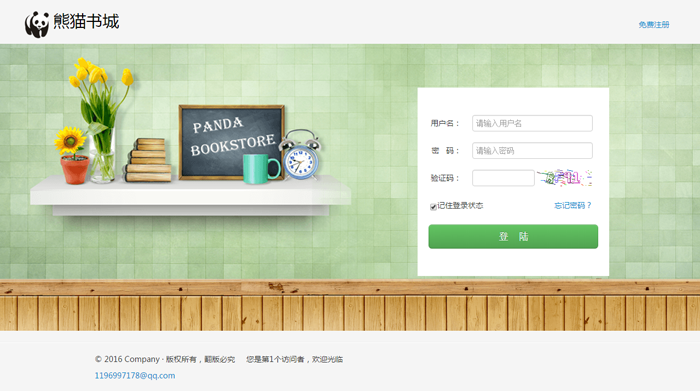 熊猫书城
免费注册
PANDA
BOOKSTORE
用户名：
请输入用户名
密 码：
请输入密码
验证码：
记住登录状态
忘记密码？
登 陆
© 2016 Company · 版权所有，翻版必究 您是第1个访问者，欢迎光临
1196997178@qq.com